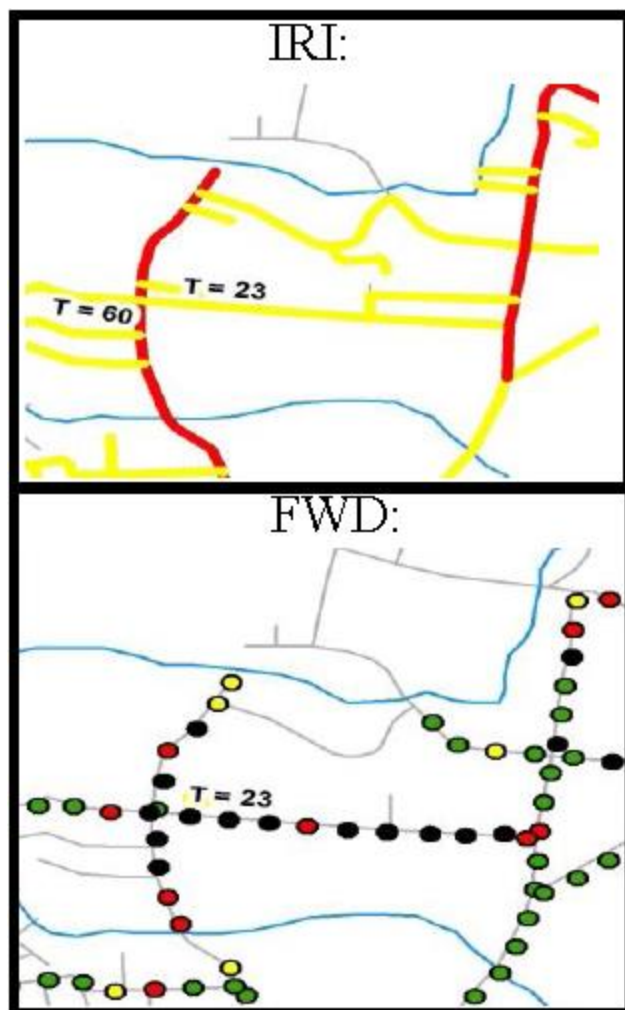 IRI:
T = 23
T = 60
FWD:
T = 23